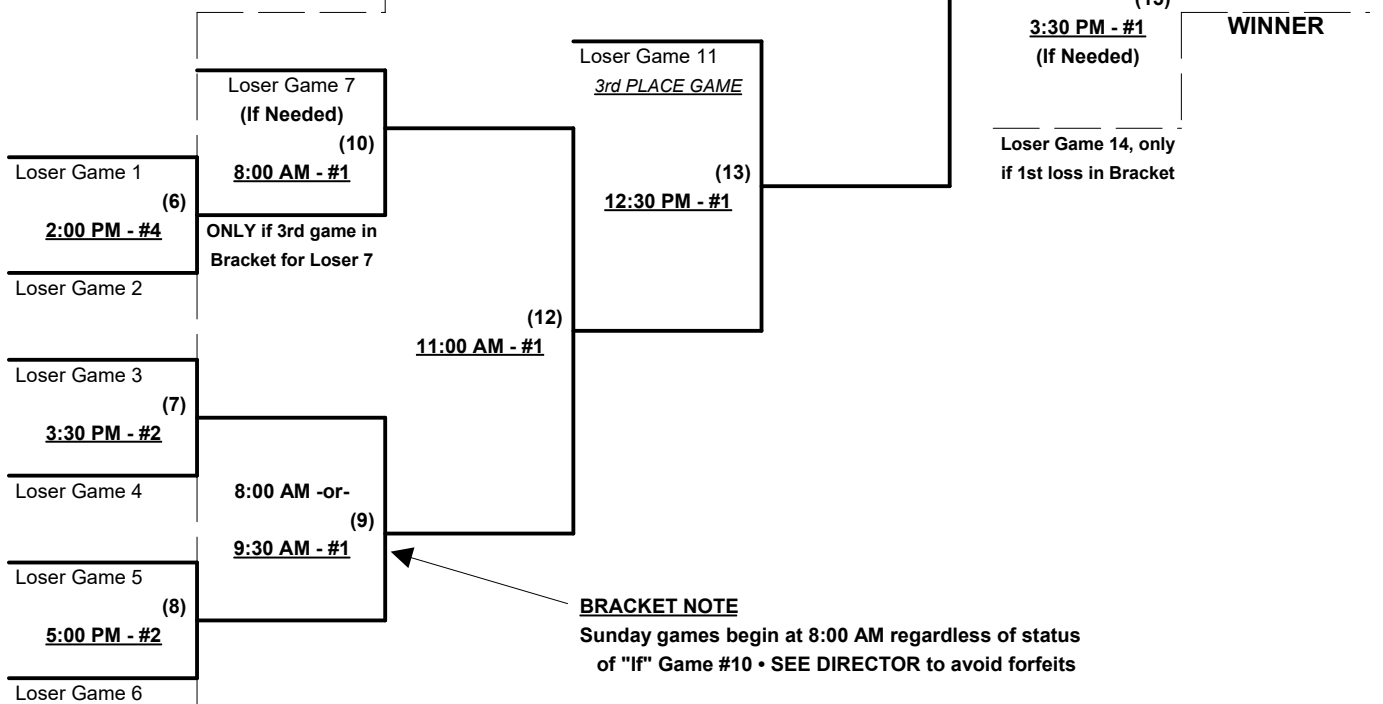 (15)
3:30 PM - #1
(If Needed)
WINNER
Loser Game 14, only
if 1st loss in Bracket
Loser Game 11
3rd PLACE GAME
(13)
12:30 PM - #1
Loser Game 7
(If Needed)
(10)
8:00 AM - #1
ONLY if 3rd game in
Bracket for Loser 7
Loser Game 1
(6)
2:00 PM - #4
Loser Game 2
(12)
11:00 AM - #1
Loser Game 3
(7)
3:30 PM - #2
Loser Game 4
8:00 AM -or-
(9)
9:30 AM - #1
Loser Game 5
(8)
5:00 PM - #2
Loser Game 6
BRACKET NOTE
Sunday games begin at 8:00 AM regardless of status
of "If" Game #10 • SEE DIRECTOR to avoid forfeits